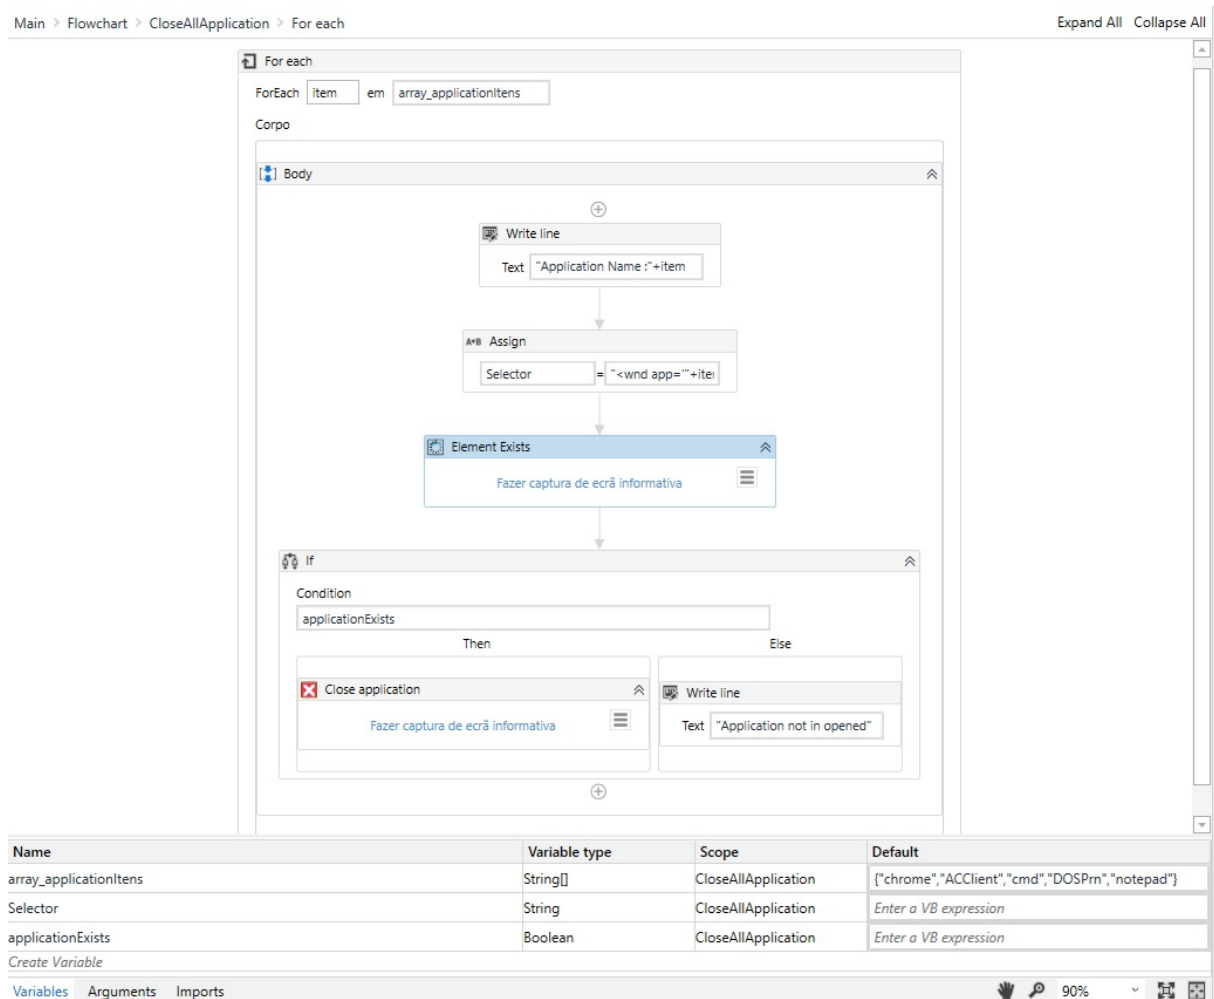 Main > Flowchart > CloseAllApplication > For each Expand All Collapse All
For each
ForEach item em array_applicationItens
Corpo
Body
Write line
Text "Application Name :"+item
A+B Assign
Selector = "<wnd app='"+iter
Element Exists
Fazer captura de ecrã informativa
If
Condition
applicationExists
Then Else
Close application
Write line
Fazer captura de ecrã informativa
Text "Application not in opened"
Name Variable type Scope Default
array_applicationItens String[] CloseAllApplication {"chrome","ACClient","cmd","DOSPrn","notepad"}
Selector String CloseAllApplication Enter a VB expression
applicationExists Boolean CloseAllApplication Enter a VB expression
Create Variable
Variables Arguments Imports 90%